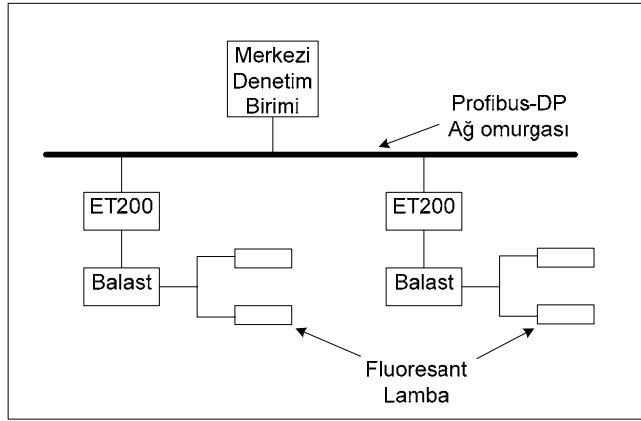 Merkezi
Denetim
Birimi
Profibus-DP
Ağ omurgası
ET200
ET200
Balast
Balast
Fluoresant
Lamba